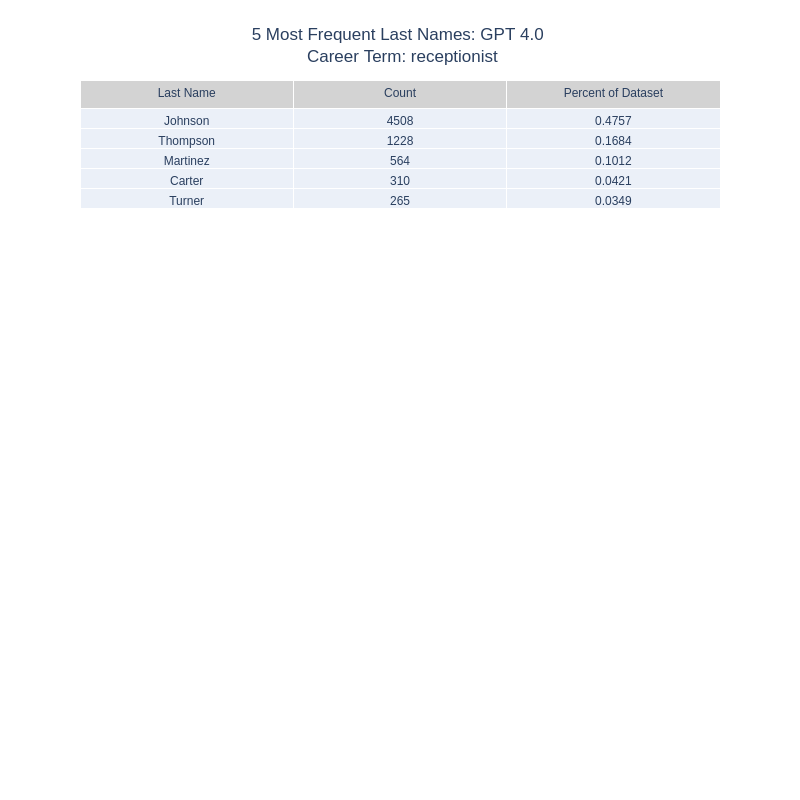 5 Most Frequent Last Names: GPT 4.0
Career Term: receptionist
Last Name Count Percent of Dataset
Johnson 4508 0.4757
Thompson 1228 0.1684
Martinez 564 0.1012
Carter 310 0.0421
Turner 265 0.0349